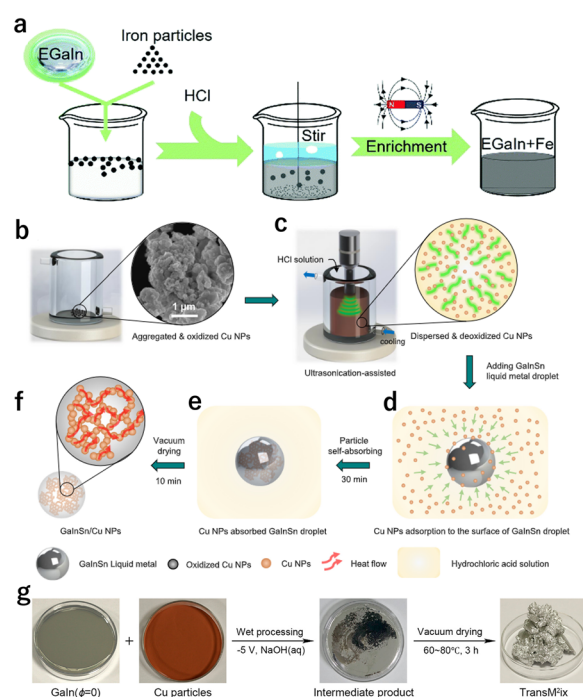 a
EGaIn
Iron particles
HCl
Stir
N S
Enrichment
EGaIn+Fe
b
1 μm
Aggregated & oxidized Cu NPs
c
HCl solution
cooling
Ultrasonication-assisted
Dispersed & deoxidized Cu NPs
Adding GaInSn
liquid metal droplet
f
GaInSn/Cu NPs
Vacuum
drying
10 min
e
Cu NPs absorbed GaInSn droplet
Particle
self-absorbing
30 min
d
Cu NPs adsorption to the surface of GaInSn droplet
GaInSn Liquid metal
Oxidized Cu NPs
Cu NPs
Heat flow
Hydrochloric acid solution
g
GaIn(ϕ=0)
+
Cu particles
Wet processing
-5 V, NaOH(aq)
Intermediate product
Vacuum drying
60~80℃, 3 h
TransM²ix